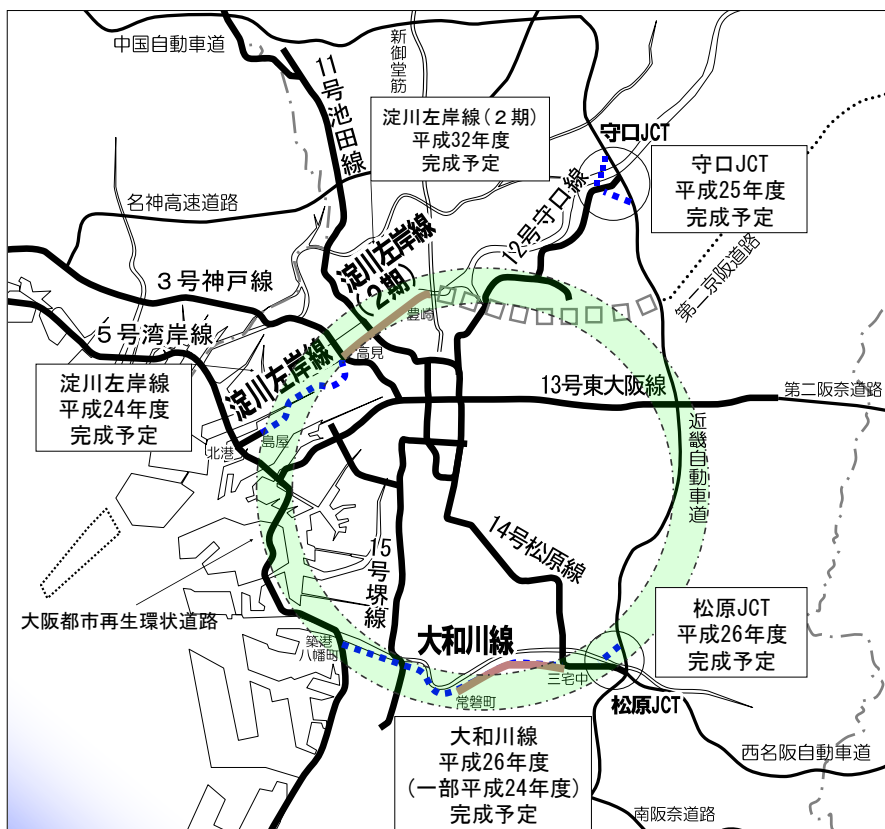 中国自動車道
新御堂筋
11号池田線
淀川左岸線(2期)
平成32年度
完成予定
守口JCT
守口JCT
平成25年度
完成予定
名神高速道路
12号守口線
第二京阪道路
淀川左岸線
(2期)
3号神戸線
豊崎
5号湾岸線
高見
淀川左岸線
淀川左岸線
平成24年度
完成予定
13号東大阪線
第二阪奈道路
島屋
北港
近畿自動車道
14号松原線
15号堺線
大阪都市再生環状道路
松原JCT
平成26年度
完成予定
大和川線
築港
八幡町
三宅中
常磐町
松原JCT
大和川線
平成26年度
(一部平成24年度)
完成予定
西名阪自動車道
南阪奈道路